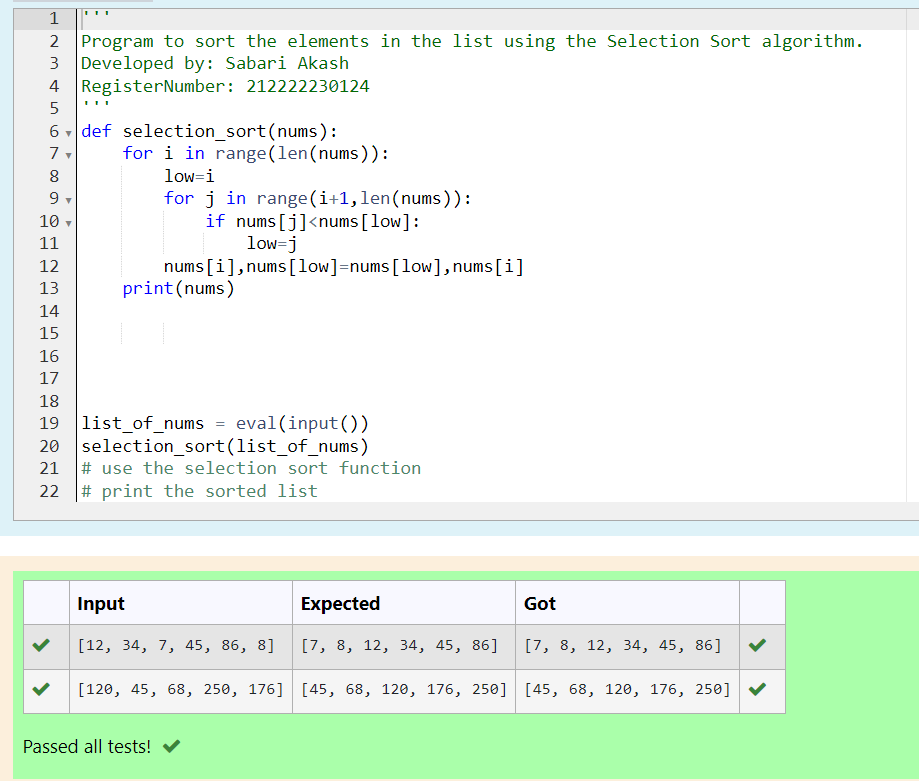 1 '''
2 Program to sort the elements in the list using the Selection Sort algorithm.
3 Developed by: Sabari Akash
4 RegisterNumber: 212222230124
5 '''
6 def selection_sort(nums):
7     for i in range(len(nums)):
8         low=i
9         for j in range(i+1,len(nums)):
10             if nums[j]<nums[low]:
11                 low=j
12         nums[i],nums[low]=nums[low],nums[i]
13     print(nums)
14
15
16
17
18
19 list_of_nums = eval(input())
20 selection_sort(list_of_nums)
21 # use the selection sort function
22 # print the sorted list
Input Expected Got
[12, 34, 7, 45, 86, 8] [7, 8, 12, 34, 45, 86] [7, 8, 12, 34, 45, 86]
[120, 45, 68, 250, 176] [45, 68, 120, 176, 250] [45, 68, 120, 176, 250]
Passed all tests!